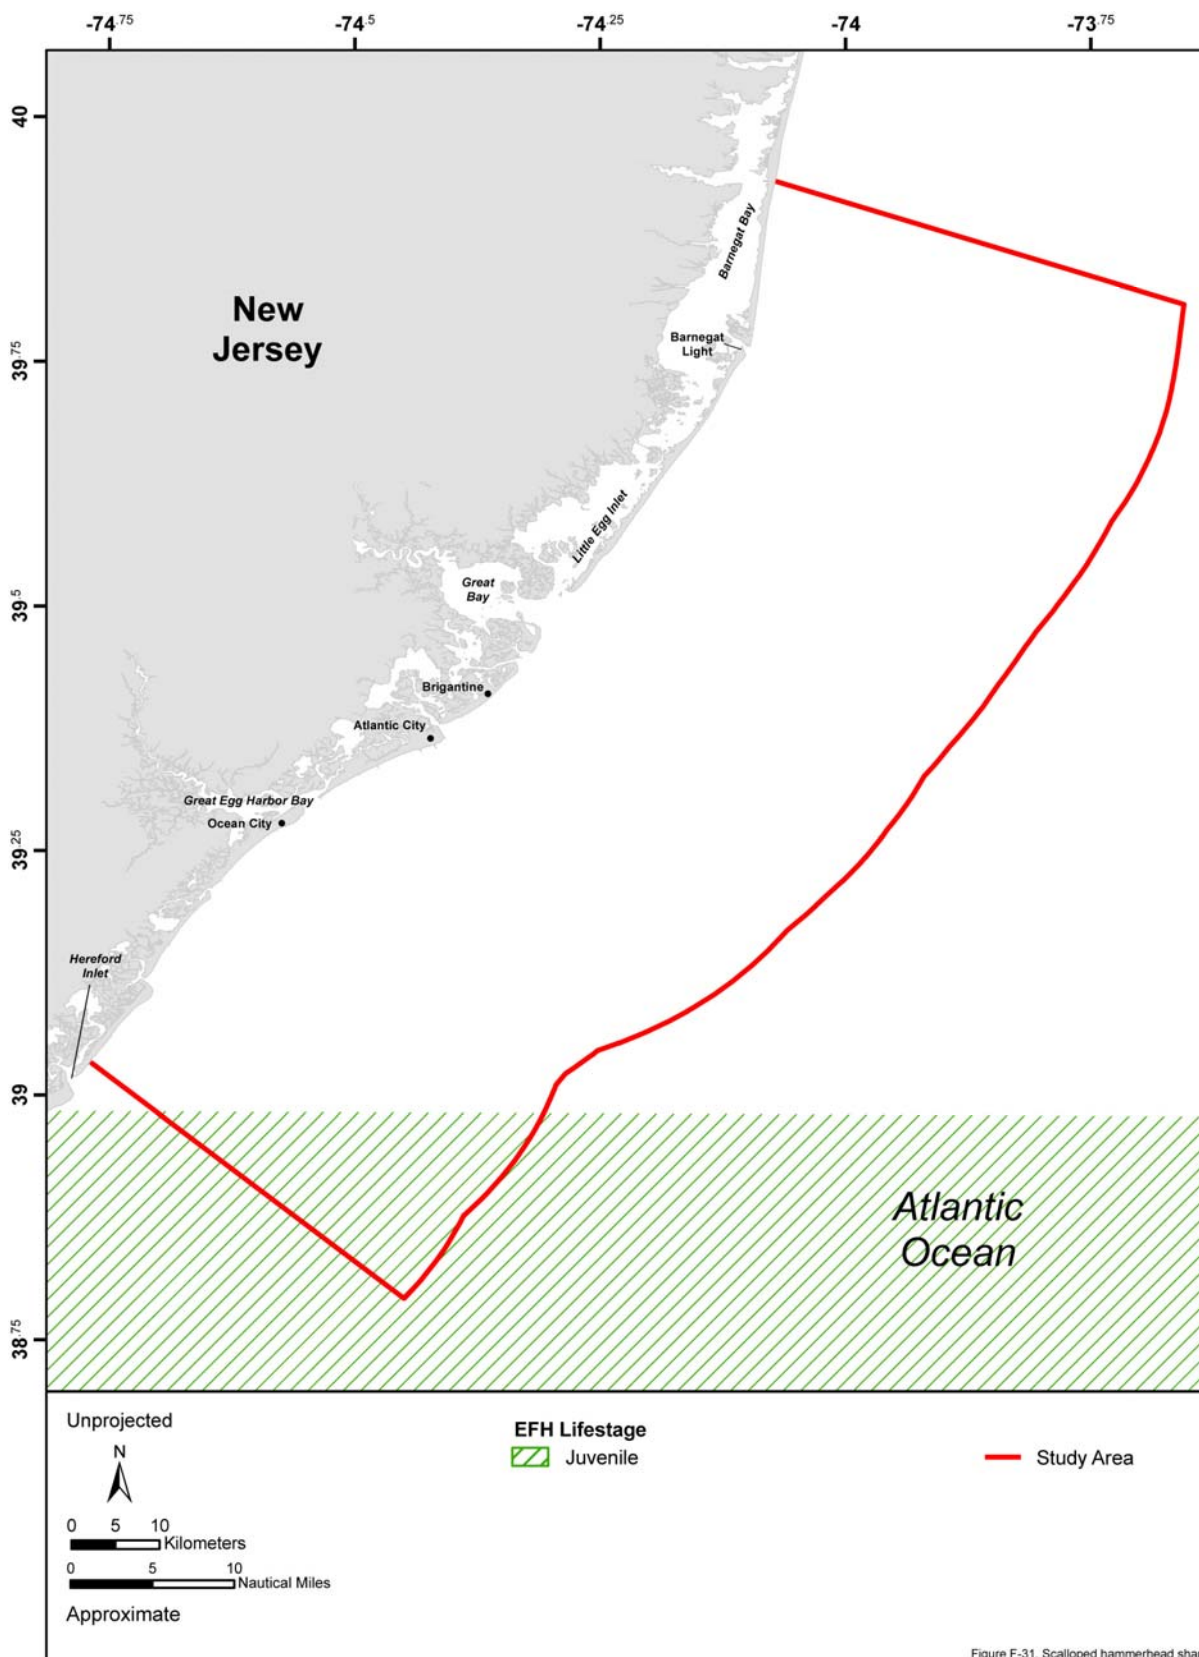 -74.75 -74.5 -74.25 -74 -73.75
40
39.75
39.5
39.25
39
38.75
New
Jersey
Barnegat Bay
Barnegat
Light
Little Egg Inlet
Great
Bay
Brigantine
Atlantic City
Great Egg Harbor Bay
Ocean City
Hereford
Inlet
Atlantic
Ocean
Unprojected
N
0 5 10
Kilometers
0 5 10
Nautical Miles
Approximate
EFH Lifestage
Juvenile
Study Area
Figure F-31. Scalloped hammerhead shar